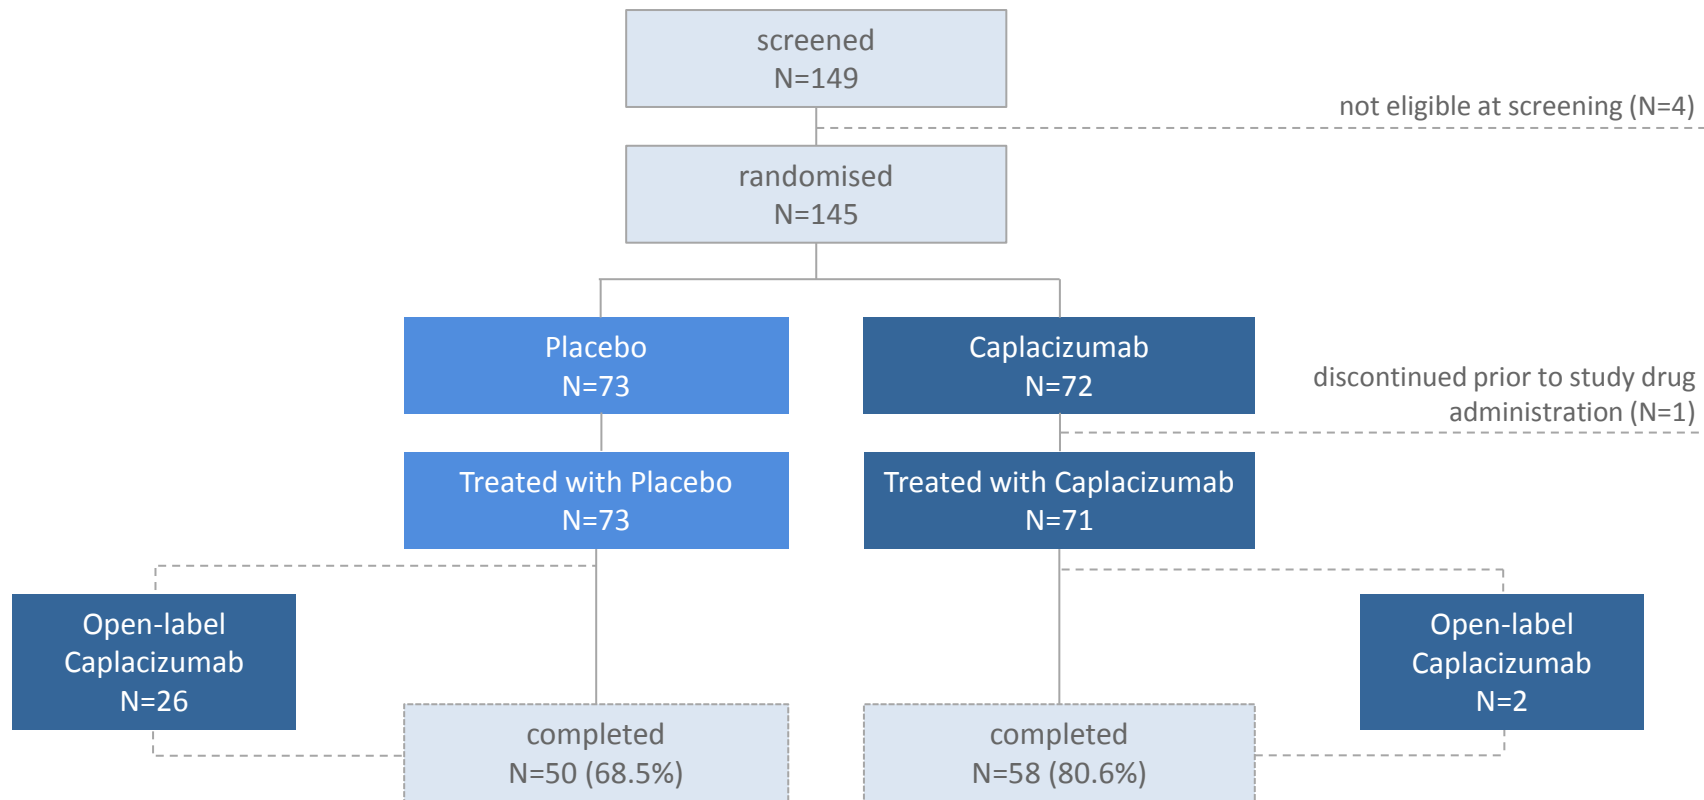 screened
N=149
not eligible at screening (N=4)
randomised
N=145
Placebo
N=73
Caplacizumab
N=72
discontinued prior to study drug
administration (N=1)
Treated with Placebo
N=73
Treated with Caplacizumab
N=71
Open-label
Caplacizumab
N=26
Open-label
Caplacizumab
N=2
completed
N=50 (68.5%)
completed
N=58 (80.6%)